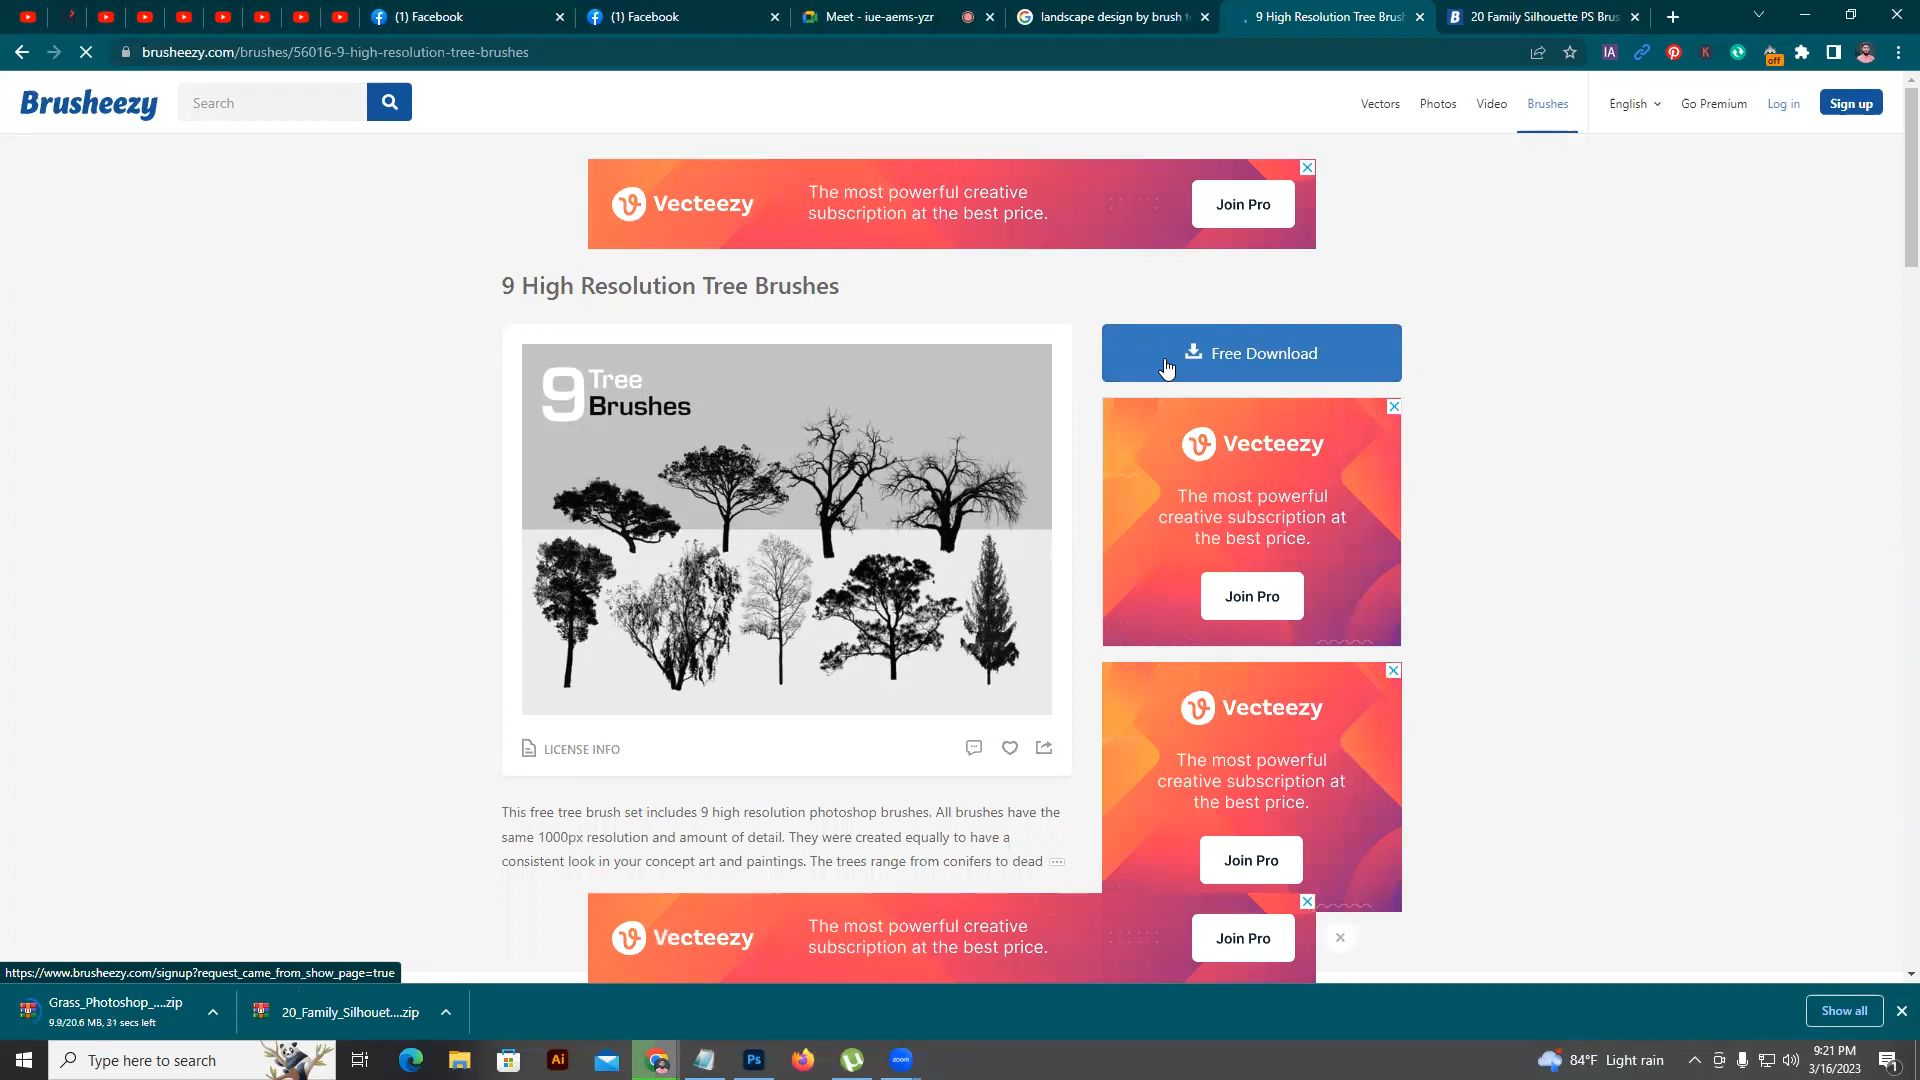 (1) Facebook
(1) Facebook
Meet - iue-aems-yzr
landscape design by brush t
9 High Resolution Tree Brush
20 Family Silhouette PS Brus
brusheezy.com/brushes/56016-9-high-resolution-tree-brushes
IA
K
off
Brusheezy
Search
Vectors
Photos
Video
Brushes
English
Go Premium
Log in
Sign up
Vecteezy
The most powerful creative
subscription at the best price.
Join Pro
9 High Resolution Tree Brushes
Free Download
9 Tree
Brushes
Vecteezy
The most powerful
creative subscription at
the best price.
Join Pro
Vecteezy
The most powerful
creative subscription at
the best price.
Join Pro
LICENSE INFO
This free tree brush set includes 9 high resolution photoshop brushes. All brushes have the
same 1000px resolution and amount of detail. They were created equally to have a
consistent look in your concept art and paintings. The trees range from conifers to dead
Vecteezy
The most powerful creative
subscription at the best price.
Join Pro
https://www.brusheezy.com/signup?request_came_from_show_page=true
Grass_Photoshop_....zip
9.9/20.6 MB, 31 secs left
20_Family_Silhouet....zip
Show all
Type here to search
Ai
Ps
zoom
84°F Light rain
9:21 PM
3/16/2023
1